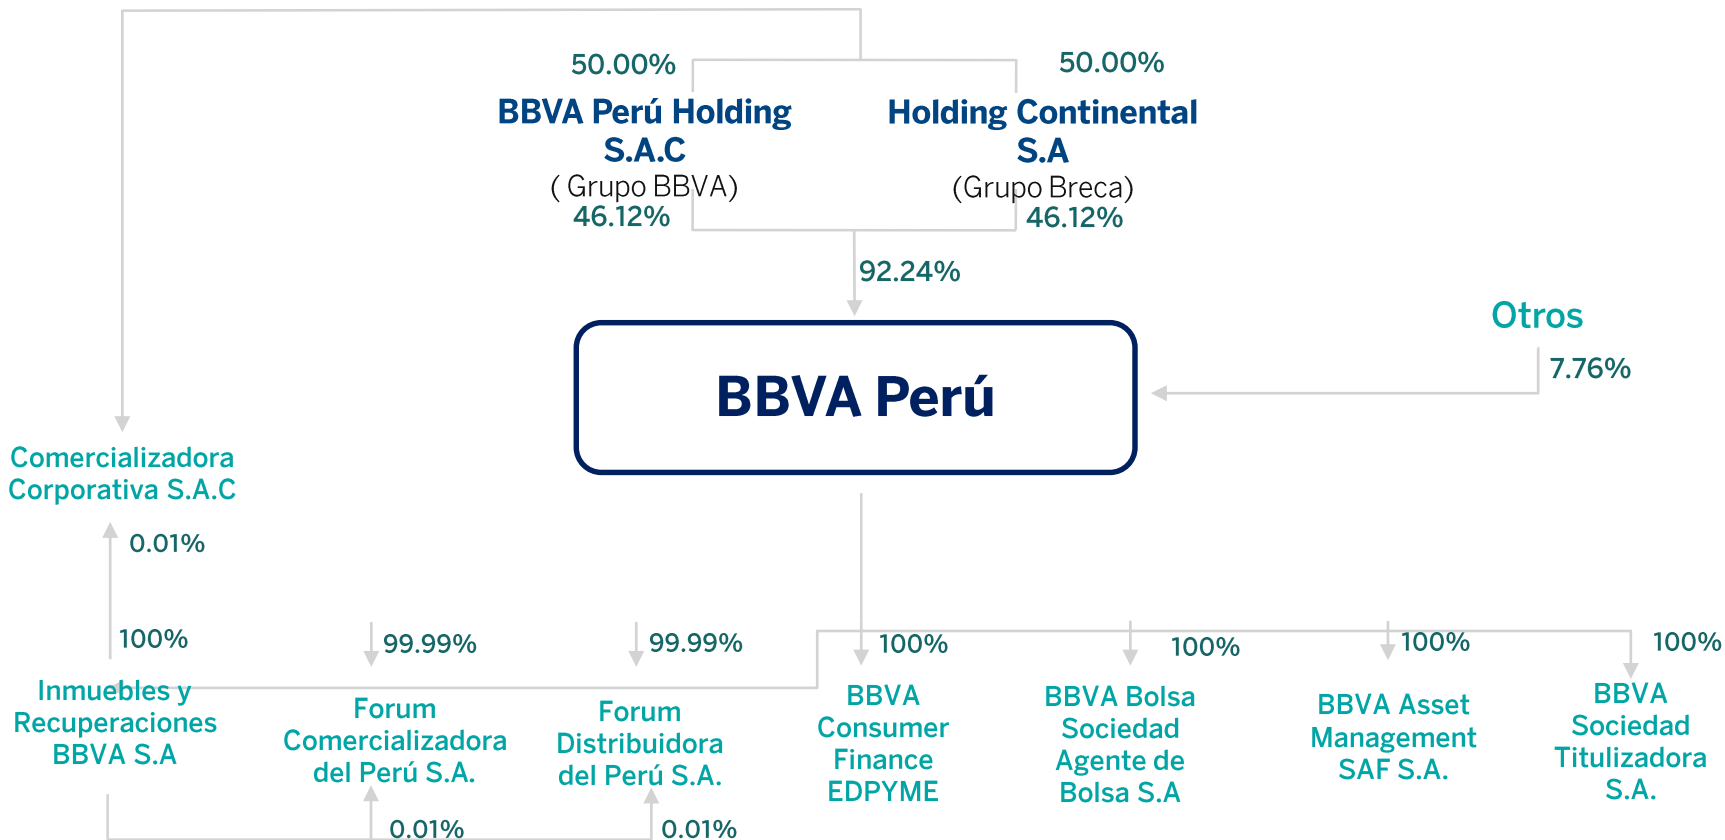 50.00%
50.00%
BBVA Perú Holding
S.A.C
( Grupo BBVA)
46.12%
Holding Continental
S.A
(Grupo Breca)
46.12%
92.24%
Otros
7.76%
BBVA Perú
Comercializadora
Corporativa S.A.C
0.01%
100%
99.99%
99.99%
100%
100%
100%
100%
Inmuebles y
Recuperaciones
BBVA S.A
Forum
Comercializadora
del Perú S.A.
Forum
Distribuidora
del Perú S.A.
BBVA
Consumer
Finance
EDPYME
BBVA Bolsa
Sociedad
Agente de
Bolsa S.A
BBVA Asset
Management
SAF S.A.
BBVA
Sociedad
Titulizadora
S.A.
0.01%
0.01%